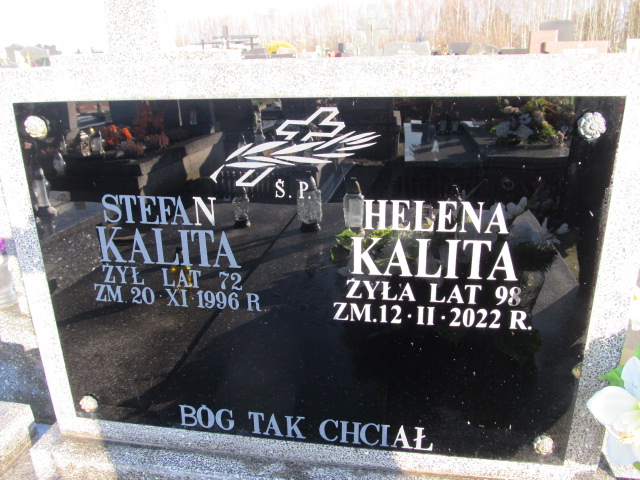 Ś. P.
STEFAN
KALITA
ŻYŁ LAT 72
ZM 20 · XI 1996 R
HELENA
KALITA
ŻYŁA LAT 98
ZM. 12 · II · 2022 R.
BÓG TAK CHCIAŁ